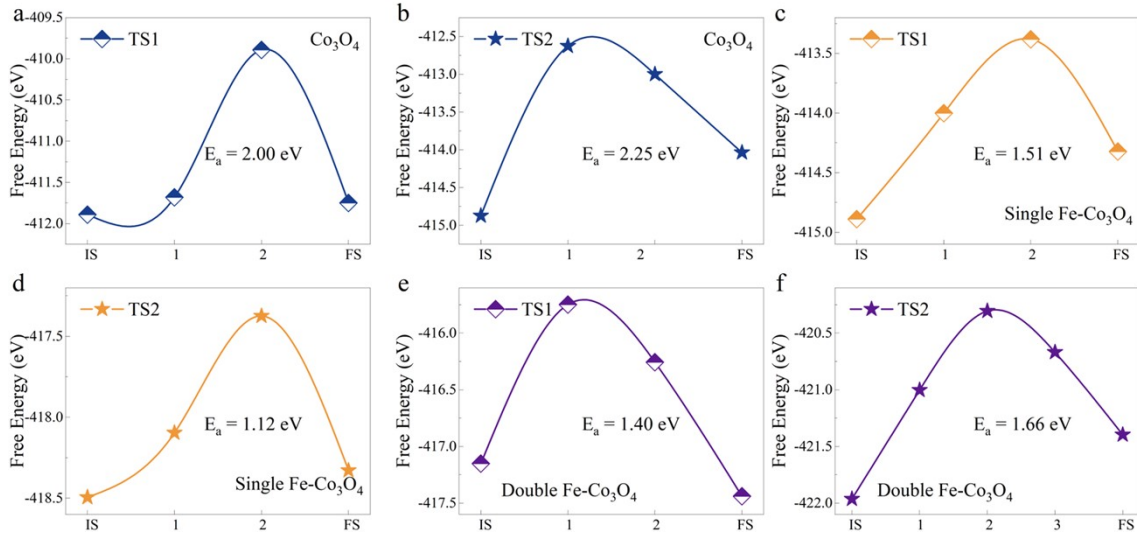 a
-409.5
-410.0
-410.5
-411.0
-411.5
-412.0
Free Energy (eV)
TS1
Co₃O₄
Eₐ = 2.00 eV
IS 1 2 FS
b
-412.5
-413.0
-413.5
-414.0
-414.5
-415.0
Free Energy (eV)
TS2
Co₃O₄
Eₐ = 2.25 eV
IS 1 2 FS
c
-413.5
-414.0
-414.5
-415.0
Free Energy (eV)
TS1
Eₐ = 1.51 eV
Single Fe-Co₃O₄
IS 1 2 FS
d
-417.5
-418.0
-418.5
Free Energy (eV)
TS2
Eₐ = 1.12 eV
Single Fe-Co₃O₄
IS 1 2 FS
e
-416.0
-416.5
-417.0
-417.5
Free Energy (eV)
TS1
Eₐ = 1.40 eV
Double Fe-Co₃O₄
IS 1 2 FS
f
-420.5
-421.0
-421.5
-422.0
Free Energy (eV)
TS2
Eₐ = 1.66 eV
Double Fe-Co₃O₄
IS 1 2 3 FS